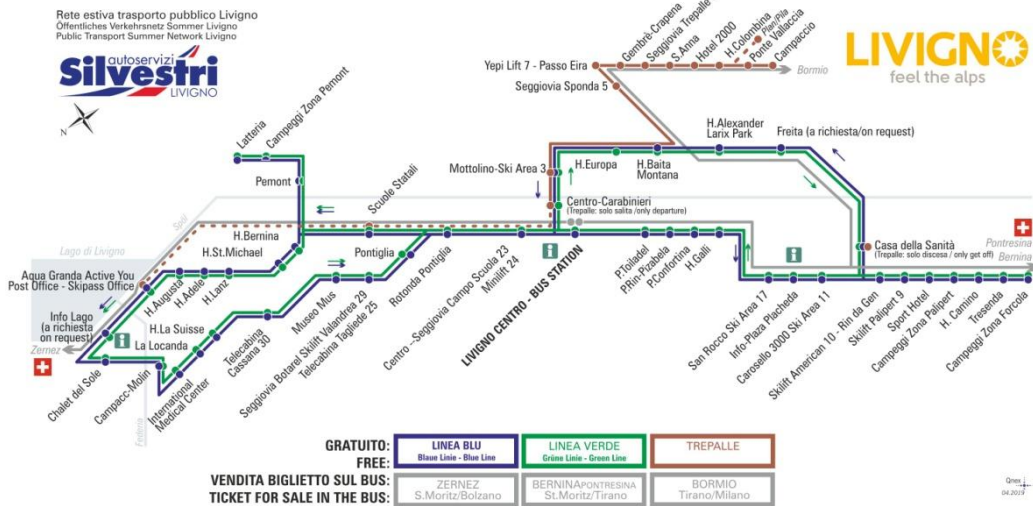 Rete estiva trasporto pubblico Livigno
Öffentliches Verkehrsnetz Sommer Livigno
Public Transport Summer Network Livigno
autoservizi
Silvestri
LIVIGNO
LIVIGNO
feel the alps
N
Gembrè-Crapena
Seggiovia Trepalle
S.Anna
Hotel 2000
H.Colombina
Plan/Pila
Ponte Vallaccia
Campaccio
Yepi Lift 7 - Passo Eira
Bormio
Seggiovia Sponda 5
Latteria
Campeggi Zona Pemont
Pemont
Scuole Statali
Mottolino-Ski Area 3
H.Europa
H.Baita
Montana
H.Alexander
Larix Park
Freita (a richiesta/on request)
Centro-Carabinieri
(Trepalle: solo salita /only departure)
Spöl
Lago di Livigno
H.Bernina
H.St.Michael
Pontiglia
Aqua Granda Active You
Post Office - Skipass Office
H.Augusta
H.Adele
H.Lanz
Info Lago
(a richiesta
on request)
Zernez
H.La Suisse
La Locanda
Chalet del Sole
Campacc-Molin
Federia
International
Medical Center
Telecabina
Cassana 30
Museo Mus
Seggiovia Botarel Skilift Valandrea 29
Telecabina Tagliede 25
Rotonda Pontiglia
Centro --Seggiovia Campo Scuola 23
Minilift 24
LIVIGNO CENTRO - BUS STATION
P.Toiladel
P.Rin-Pizabela
P.Confortina
H.Galli
Casa della Sanità
(Trepalle: solo discesa / only get off)
Pontresina
Bernina
San Rocco Ski Area 17
Info-Plaza Placheda
Carosello 3000 Ski Area 11
Skilift American 10 - Rin da Gen
Skilift Palipert 9
Sport Hotel
Campeggi Zona Palipert
H. Camino
Tresenda
Campeggi Zona Forcola
GRATUITO:
FREE:
LINEA BLU
Blaue Linie - Blue Line
LINEA VERDE
Grüne Linie - Green Line
TREPALLE
VENDITA BIGLIETTO SUL BUS:
TICKET FOR SALE IN THE BUS:
ZERNEZ
S.Moritz/Bolzano
BERNINA PONTRESINA
St.Moritz/Tirano
BORMIO
Tirano/Milano
Qnex
04.2019